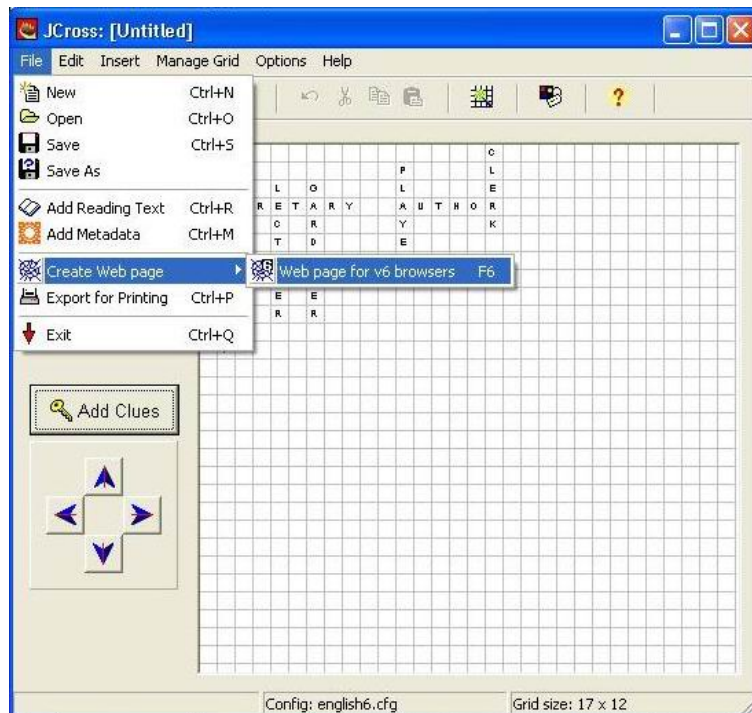 JCross: [Untitled]
File Edit Insert Manage Grid Options Help
New Ctrl+N
Open Ctrl+O
Save Ctrl+S
Save As
Add Reading Text Ctrl+R
Add Metadata Ctrl+M
Create Web page
Export for Printing Ctrl+P
Exit Ctrl+Q
Web page for v6 browsers F6
?
C
P L
L G L E
R E T A R Y A U T H O R
C R Y K
T D E
E E
R R
Add Clues
Config: english6.cfg
Grid size: 17 x 12